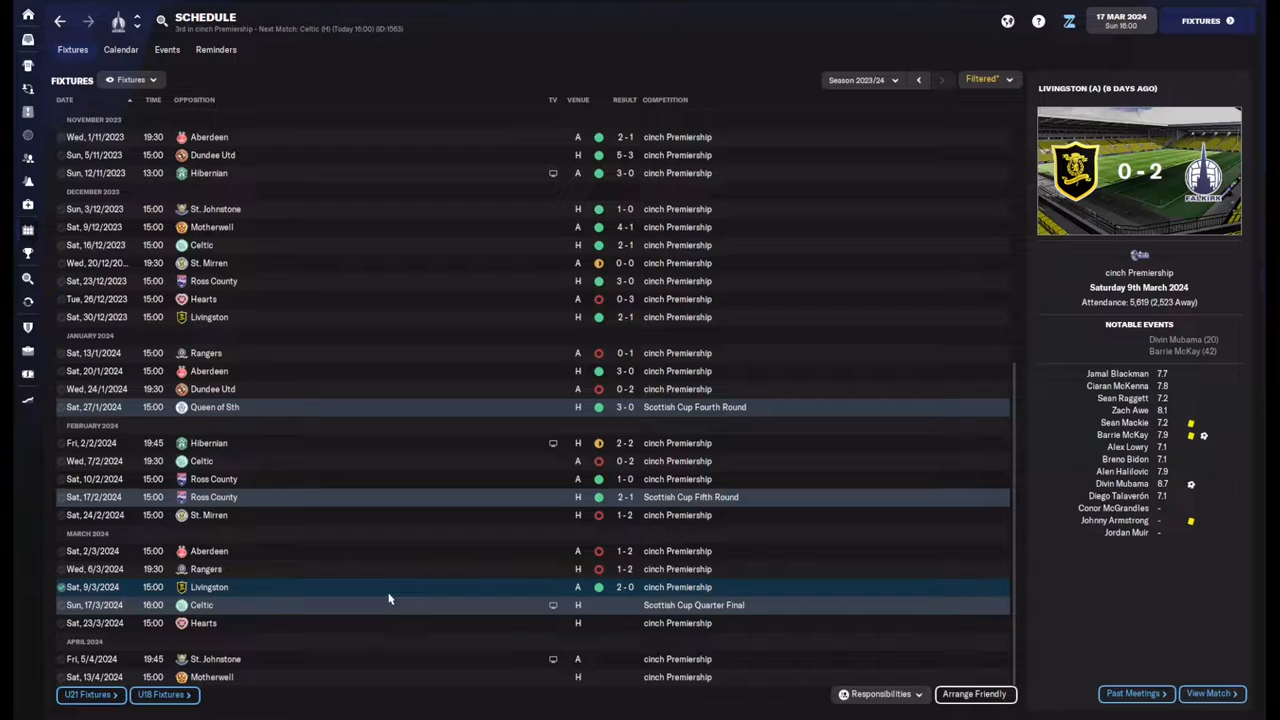 SCHEDULE
3rd in cinch Premiership - Next Match: Celtic (H) (Today 16:00) (ID:1563)
17 MAR 2024
Sun 16:00
FIXTURES
Fixtures Calendar Events Reminders
FIXTURES Fixtures Season 2023/24 Filtered*
DATE TIME OPPOSITION TV VENUE RESULT COMPETITION
NOVEMBER 2023
Wed, 1/11/2023 19:30 Aberdeen A 2 - 1 cinch Premiership
Sun, 5/11/2023 15:00 Dundee Utd H 5 - 3 cinch Premiership
Sun, 12/11/2023 13:00 Hibernian A 3 - 0 cinch Premiership
DECEMBER 2023
Sun, 3/12/2023 15:00 St. Johnstone H 1 - 0 cinch Premiership
Sat, 9/12/2023 15:00 Motherwell A 4 - 1 cinch Premiership
Sat, 16/12/2023 15:00 Celtic H 2 - 1 cinch Premiership
Wed, 20/12/20... 19:30 St. Mirren A 0 - 0 cinch Premiership
Sat, 23/12/2023 15:00 Ross County H 3 - 0 cinch Premiership
Tue, 26/12/2023 15:00 Hearts A 0 - 3 cinch Premiership
Sat, 30/12/2023 15:00 Livingston H 2 - 1 cinch Premiership
JANUARY 2024
Sat, 13/1/2024 15:00 Rangers A 0 - 1 cinch Premiership
Sat, 20/1/2024 15:00 Aberdeen H 3 - 0 cinch Premiership
Wed, 24/1/2024 19:30 Dundee Utd A 0 - 2 cinch Premiership
Sat, 27/1/2024 15:00 Queen of Sth H 3 - 0 Scottish Cup Fourth Round
FEBRUARY 2024
Fri, 2/2/2024 19:45 Hibernian H 2 - 2 cinch Premiership
Wed, 7/2/2024 19:30 Celtic A 0 - 2 cinch Premiership
Sat, 10/2/2024 15:00 Ross County A 1 - 0 cinch Premiership
Sat, 17/2/2024 15:00 Ross County H 2 - 1 Scottish Cup Fifth Round
Sat, 24/2/2024 15:00 St. Mirren H 1 - 2 cinch Premiership
MARCH 2024
Sat, 2/3/2024 15:00 Aberdeen A 1 - 2 cinch Premiership
Wed, 6/3/2024 19:30 Rangers H 1 - 2 cinch Premiership
Sat, 9/3/2024 15:00 Livingston A 2 - 0 cinch Premiership
Sun, 17/3/2024 16:00 Celtic H Scottish Cup Quarter Final
Sat, 23/3/2024 15:00 Hearts H cinch Premiership
APRIL 2024
Fri, 5/4/2024 19:45 St. Johnstone A cinch Premiership
Sat, 13/4/2024 15:00 Motherwell H cinch Premiership
U21 Fixtures > U18 Fixtures > Responsibilities Arrange Friendly
LIVINGSTON (A) (8 DAYS AGO)
0 - 2
FALKIRK
cinch Premiership
Saturday 9th March 2024
Attendance: 5,619 (2,523 Away)
NOTABLE EVENTS
Divin Mubama (20)
Barrie McKay (42)
Jamal Blackman 7.7
Ciaran McKenna 7.8
Sean Raggett 7.2
Zach Awe 8.1
Sean Mackie 7.2
Barrie McKay 7.9
Alex Lowry 7.1
Breno Bidon 7.1
Alen Halilovic 7.9
Divin Mubama 8.7
Diego Talaverón 7.1
Conor McGrandles -
Johnny Armstrong -
Jordan Muir -
Past Meetings > View Match >